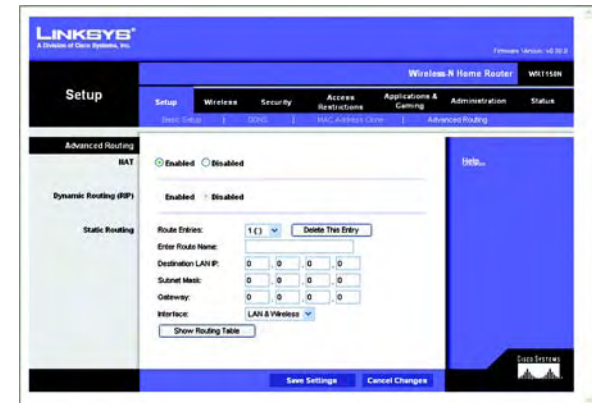 LINKSYS®
A Division of Cisco Systems, Inc.
Firmware Version: v0.20.8
Wireless-N Home Router WRT150N
Setup
Setup Wireless Security Access Restrictions Applications & Gaming Administration Status
Basic Setup | DDNS | MAC Address Clone | Advanced Routing
Advanced Routing
NAT Enabled Disabled
Help...
Dynamic Routing (RIP) Enabled Disabled
Static Routing Route Entries: 1 ( ) Delete This Entry
Enter Route Name:
Destination LAN IP: 0 . 0 . 0 . 0
Subnet Mask: 0 . 0 . 0 . 0
Gateway: 0 . 0 . 0 . 0
Interface: LAN & Wireless
Show Routing Table
Save Settings Cancel Changes
CISCO SYSTEMS